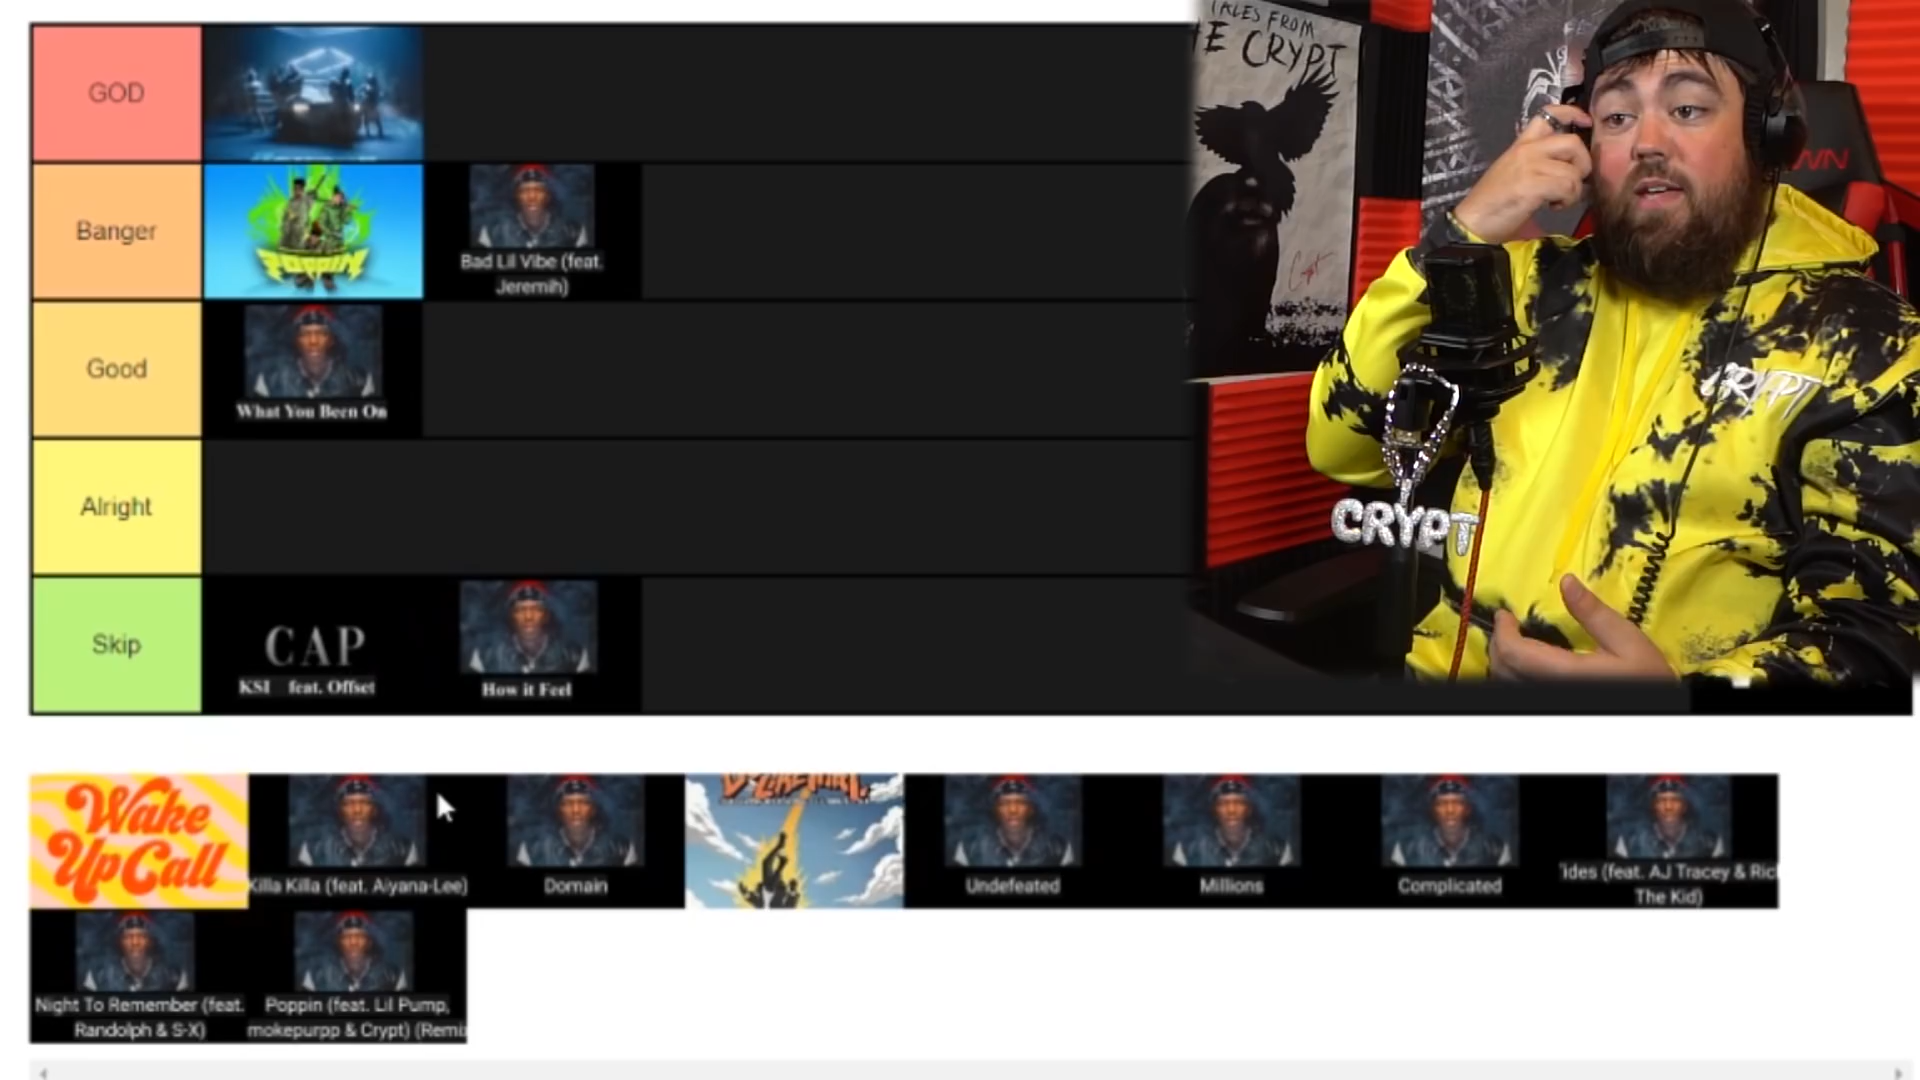 GOD
Banger
POPPIN
Bad Lil Vibe (feat.
Jeremih)
Good
What You Been On
Alright
Skip
CAP
KSI feat. Offset
How it Feel
TALES FROM
THE CRYPT
Crypt
CRYPT
CRYPT
Wake
Up Call
Killa Killa (feat. Aiyana-Lee)
Domain
Undefeated
Millions
Complicated
ides (feat. AJ Tracey & Ric
The Kid)
Night To Remember (feat.
Randolph & S-X)
Poppin (feat. Lil Pump,
mokepurpp & Crypt) (Remi